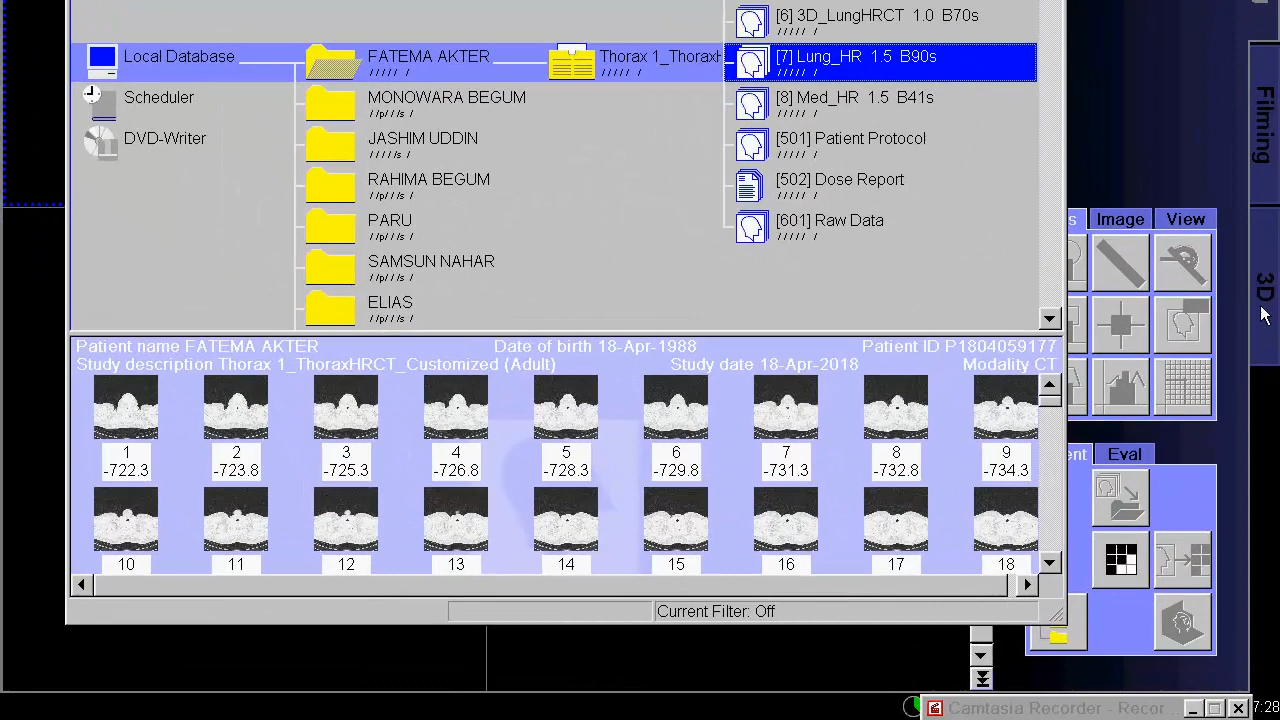 [6] 3D_LungHDCT 1.0 B70s
/ / / / / /
Local Database
FATEMA AKTER
/ / / / /
Thorax 1_ThoraxH
/ / / / /
[7] Lung_HR 1.5 B90s
/ / / / / /
Scheduler
MONOWARA BEGUM
/ /p/ / /s /
B41s
/ / / / / /
DVD-Writer
JASHIM UDDIN
/ / / / /s /
[501] Patient Protocol
/ / / / / /
RAHIMA BEGUM
/ /p/ / /s /
[502] Dose Report
/ / / / / /
PARU
/ /p/ / /s /
[601] Raw Data
/ / / / / /
SAMSUN NAHAR
/ /p/ / /s /
ELIAS
/ /p/ / /s /
Filming
3D
Image View
Eval
Patient name FATEMA AKTER Date of birth 18-Apr-1988 Patient ID P1804059177
Study description Thorax 1_ThoraxHRCT_Customized (Adult) Study date 18-Apr-2018 Modality CT
1 2 3 4 5 6 7 8 9
-722.3 -723.8 -725.3 -726.8 -728.3 -729.8 -731.3 -732.8 -734.3
10 11 12 13 14 15 16 17 18
Current Filter: Off
Camtasia Recorder - Recor ...
7:28